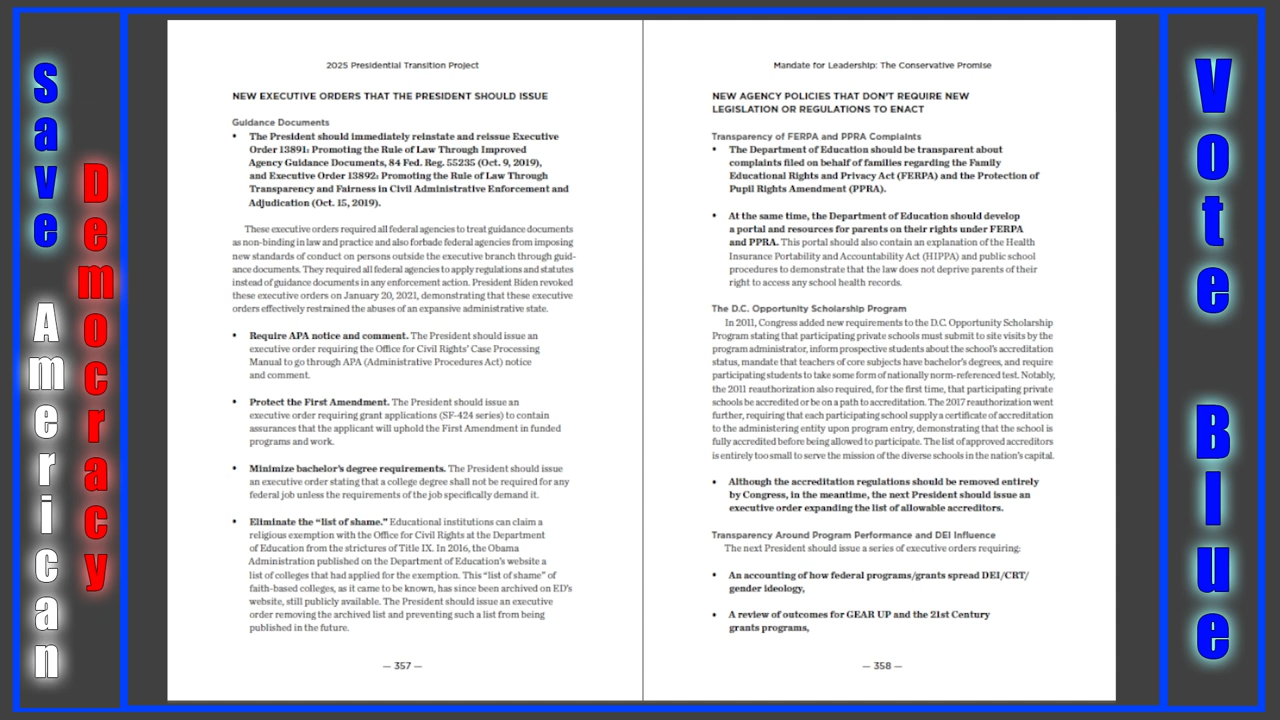 Save American
Democracy
2025 Presidential Transition Project
NEW EXECUTIVE ORDERS THAT THE PRESIDENT SHOULD ISSUE
Guidance Documents
• The President should immediately reinstate and reissue Executive
Order 13891: Promoting the Rule of Law Through Improved
Agency Guidance Documents, 84 Fed. Reg. 55235 (Oct. 9, 2019),
and Executive Order 13892: Promoting the Rule of Law Through
Transparency and Fairness in Civil Administrative Enforcement and
Adjudication (Oct. 15, 2019).
These executive orders required all federal agencies to treat guidance documents
as non-binding in law and practice and also forbade federal agencies from imposing
new standards of conduct on persons outside the executive branch through guid-
ance documents. They required all federal agencies to apply regulations and statutes
instead of guidance documents in any enforcement action. President Biden revoked
these executive orders on January 20, 2021, demonstrating that these executive
orders effectively restrained the abuses of an expansive administrative state.
• Require APA notice and comment. The President should issue an
executive order requiring the Office for Civil Rights' Case Processing
Manual to go through APA (Administrative Procedures Act) notice
and comment.
• Protect the First Amendment. The President should issue an
executive order requiring grant applications (SF-424 series) to contain
assurances that the applicant will uphold the First Amendment in funded
programs and work.
• Minimize bachelor's degree requirements. The President should issue
an executive order stating that a college degree shall not be required for any
federal job unless the requirements of the job specifically demand it.
• Eliminate the "list of shame." Educational institutions can claim a
religious exemption with the Office for Civil Rights at the Department
of Education from the strictures of Title IX. In 2016, the Obama
Administration published on the Department of Education's website a
list of colleges that had applied for the exemption. This "list of shame" of
faith-based colleges, as it came to be known, has since been archived on ED's
website, still publicly available. The President should issue an executive
order removing the archived list and preventing such a list from being
published in the future.
— 357 —
Mandate for Leadership: The Conservative Promise
NEW AGENCY POLICIES THAT DON'T REQUIRE NEW
LEGISLATION OR REGULATIONS TO ENACT
Transparency of FERPA and PPRA Complaints
• The Department of Education should be transparent about
complaints filed on behalf of families regarding the Family
Educational Rights and Privacy Act (FERPA) and the Protection of
Pupil Rights Amendment (PPRA).
• At the same time, the Department of Education should develop
a portal and resources for parents on their rights under FERPA
and PPRA. This portal should also contain an explanation of the Health
Insurance Portability and Accountability Act (HIPPA) and public school
procedures to demonstrate that the law does not deprive parents of their
right to access any school health records.
The D.C. Opportunity Scholarship Program
In 2011, Congress added new requirements to the D.C. Opportunity Scholarship
Program stating that participating private schools must submit to site visits by the
program administrator, inform prospective students about the school's accreditation
status, mandate that teachers of core subjects have bachelor's degrees, and require
participating students to take some form of nationally norm-referenced test. Notably,
the 2011 reauthorization also required, for the first time, that participating private
schools be accredited or be on a path to accreditation. The 2017 reauthorization went
further, requiring that each participating school supply a certificate of accreditation
to the administering entity upon program entry, demonstrating that the school is
fully accredited before being allowed to participate. The list of approved accreditors
is entirely too small to serve the mission of the diverse schools in the nation's capital.
• Although the accreditation regulations should be removed entirely
by Congress, in the meantime, the next President should issue an
executive order expanding the list of allowable accreditors.
Transparency Around Program Performance and DEI Influence
The next President should issue a series of executive orders requiring:
• An accounting of how federal programs/grants spread DEI/CRT/
gender ideology,
• A review of outcomes for GEAR UP and the 21st Century
grants programs,
— 358 —
Vote Blue